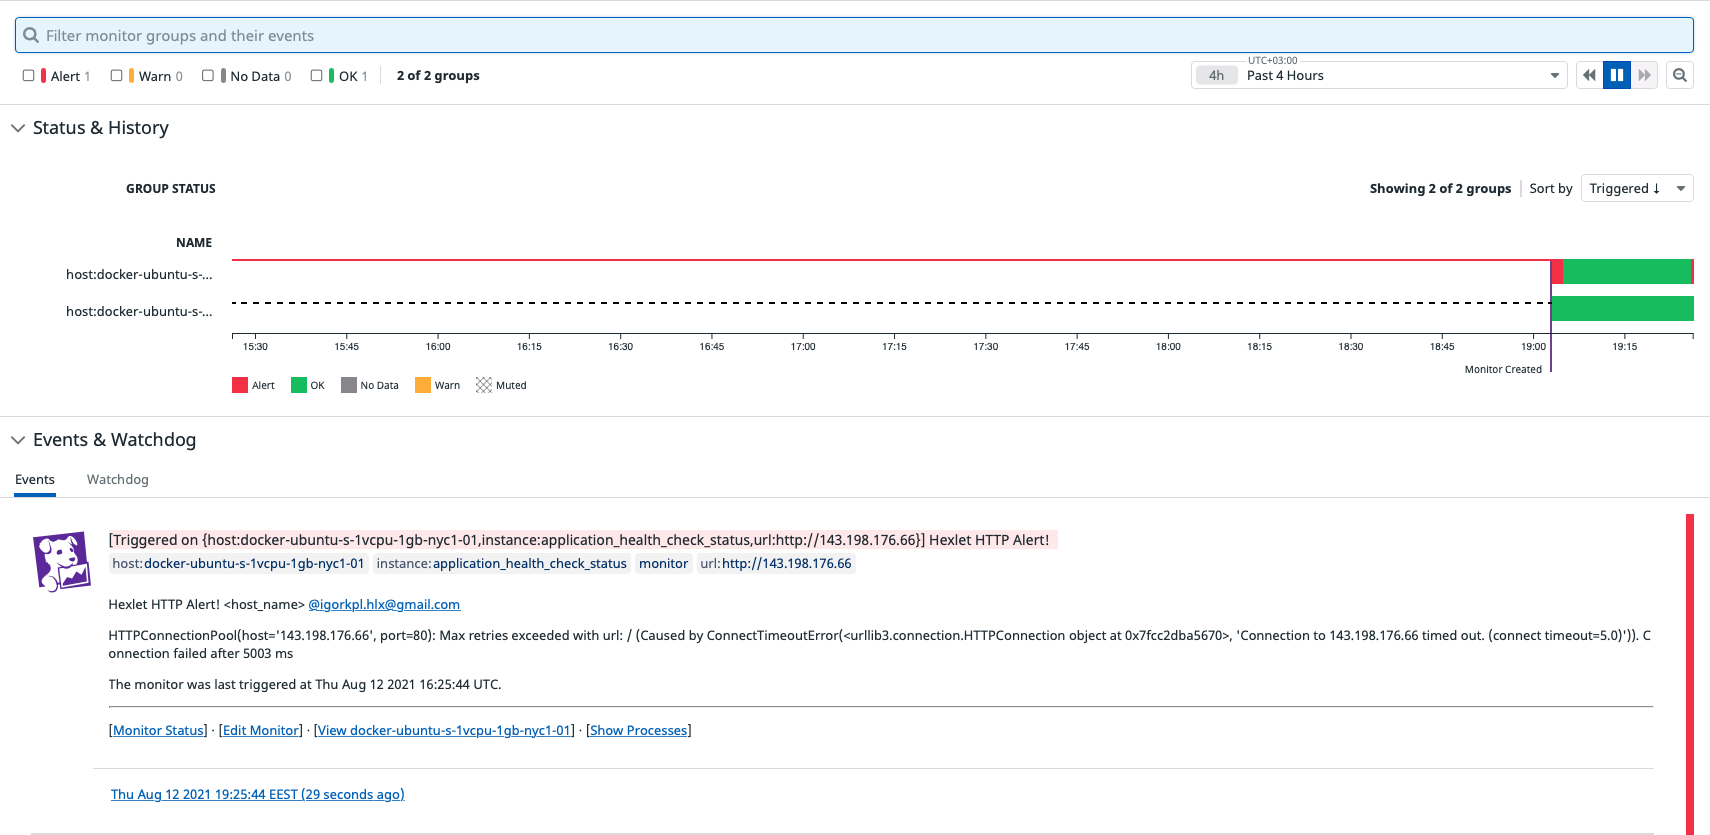 Filter monitor groups and their events
Alert 1 Warn 0 No Data 0 OK 1 2 of 2 groups
UTC+03:00
4h Past 4 Hours
Status & History
GROUP STATUS
Showing 2 of 2 groups Sort by Triggered ↓
NAME
host:docker-ubuntu-s-...
host:docker-ubuntu-s-...
15:30 15:45 16:00 16:15 16:30 16:45 17:00 17:15 17:30 17:45 18:00 18:15 18:30 18:45 19:00 19:15
Monitor Created
Alert OK No Data Warn Muted
Events & Watchdog
Events Watchdog
[Triggered on {host:docker-ubuntu-s-1vcpu-1gb-nyc1-01,instance:application_health_check_status,url:http://143.198.176.66}] Hexlet HTTP Alert!
host:docker-ubuntu-s-1vcpu-1gb-nyc1-01 instance:application_health_check_status monitor url:http://143.198.176.66
Hexlet HTTP Alert! <host_name> @igorkpl.hlx@gmail.com
HTTPConnectionPool(host='143.198.176.66', port=80): Max retries exceeded with url: / (Caused by ConnectTimeoutError(<urllib3.connection.HTTPConnection object at 0x7fcc2dba5670>, 'Connection to 143.198.176.66 timed out. (connect timeout=5.0)')). C
onnection failed after 5003 ms
The monitor was last triggered at Thu Aug 12 2021 16:25:44 UTC.
[Monitor Status] · [Edit Monitor] · [View docker-ubuntu-s-1vcpu-1gb-nyc1-01] · [Show Processes]
Thu Aug 12 2021 19:25:44 EEST (29 seconds ago)